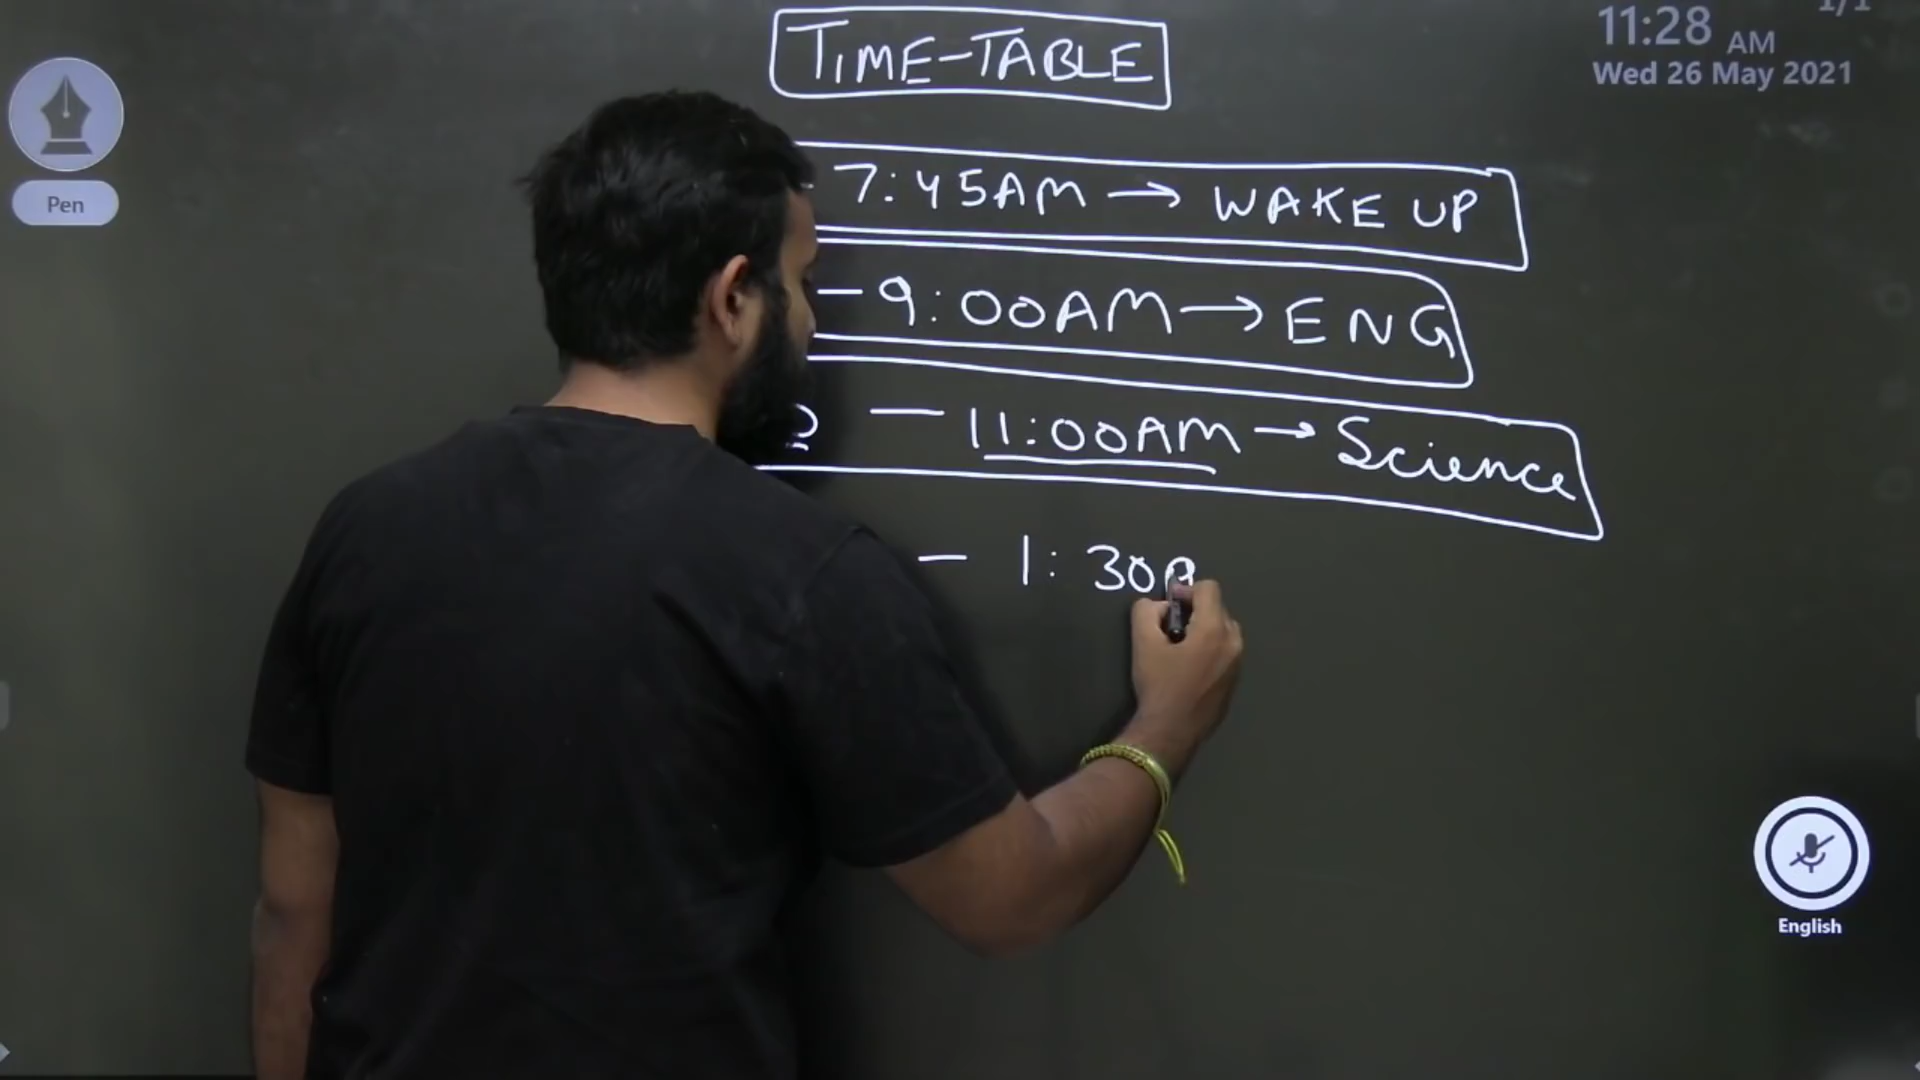 TIME-TABLE
11:28 AM
Wed 26 May 2021
Pen
- 7:45AM → WAKE UP
- 9:00AM → ENG
- 11:00AM → Science
- 1:30
English